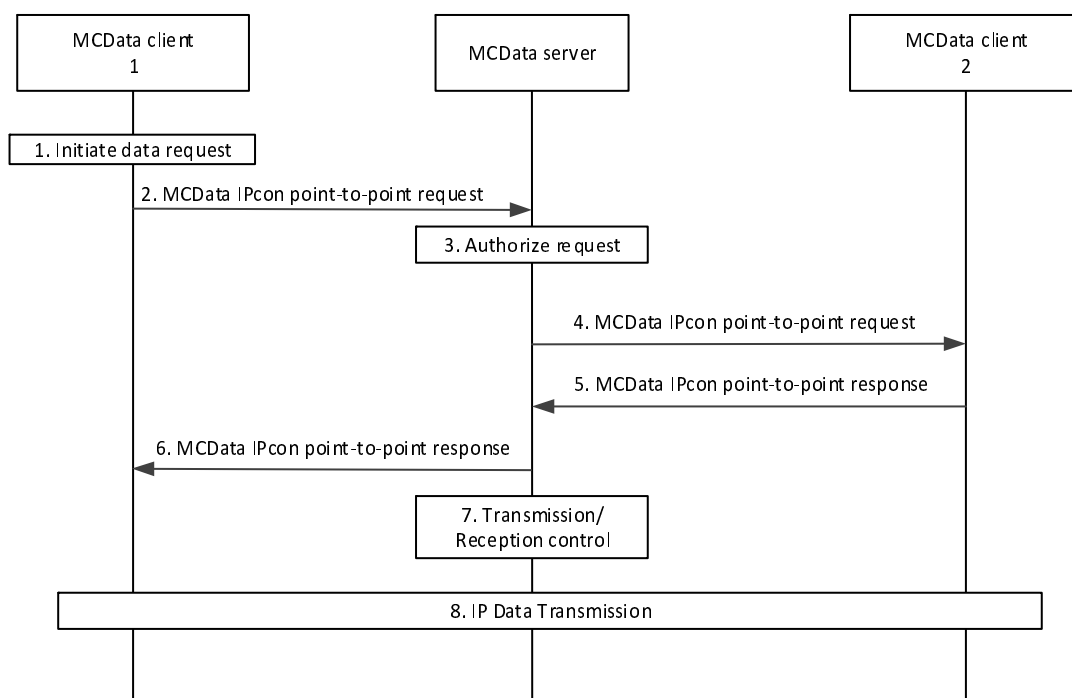 MCData client
1
MCData server
MCData client
2
1. Initiate data request
2. MCData IPcon point-to-point request
3. Authorize request
4. MCData IPcon point-to-point request
5. MCData IPcon point-to-point response
6. MCData IPcon point-to-point response
7. Transmission/
Reception control
8. IP Data Transmission